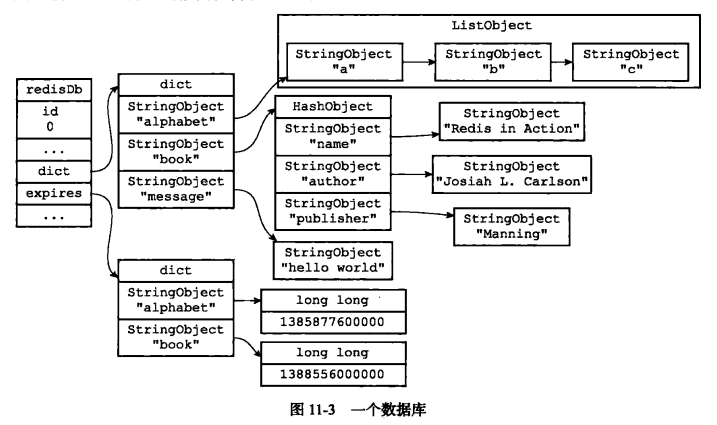 ListObject
StringObject
"a"
StringObject
"b"
StringObject
"c"
redisDb
id
0
...
dict
expires
...
dict
StringObject
"alphabet"
StringObject
"book"
StringObject
"message"
HashObject
StringObject
"name"
StringObject
"author"
StringObject
"publisher"
StringObject
"Redis in Action"
StringObject
"Josiah L. Carlson"
StringObject
"Manning"
StringObject
"hello world"
dict
StringObject
"alphabet"
StringObject
"book"
long long
1385877600000
long long
1388556000000
图 11-3 一个数据库